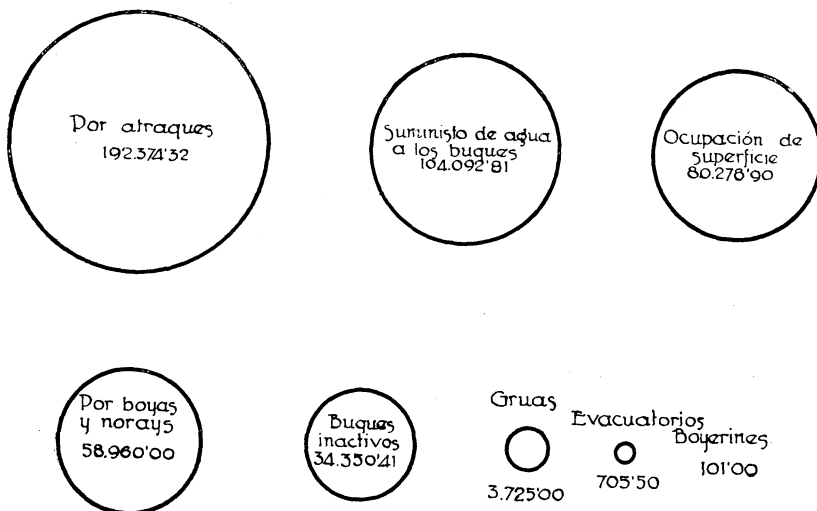 Por atraques
192.374'32
Sumunisto de agua
a los buques
104.092'81
Ocupación de
superficie
80.278'90
Por boyas
y norays
58.960'00
Buques
inactivos
34.350'41
Gruas
3.725'00
Evacuatorios
705'50
Boyerines
101'00